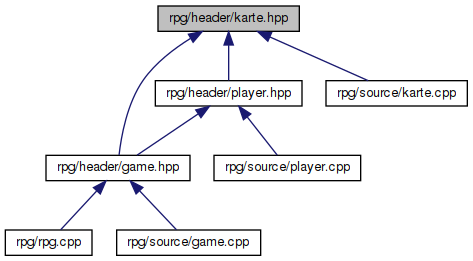 rpg/header/karte.hpp
rpg/header/player.hpp
rpg/source/karte.cpp
rpg/header/game.hpp
rpg/source/player.cpp
rpg/rpg.cpp
rpg/source/game.cpp